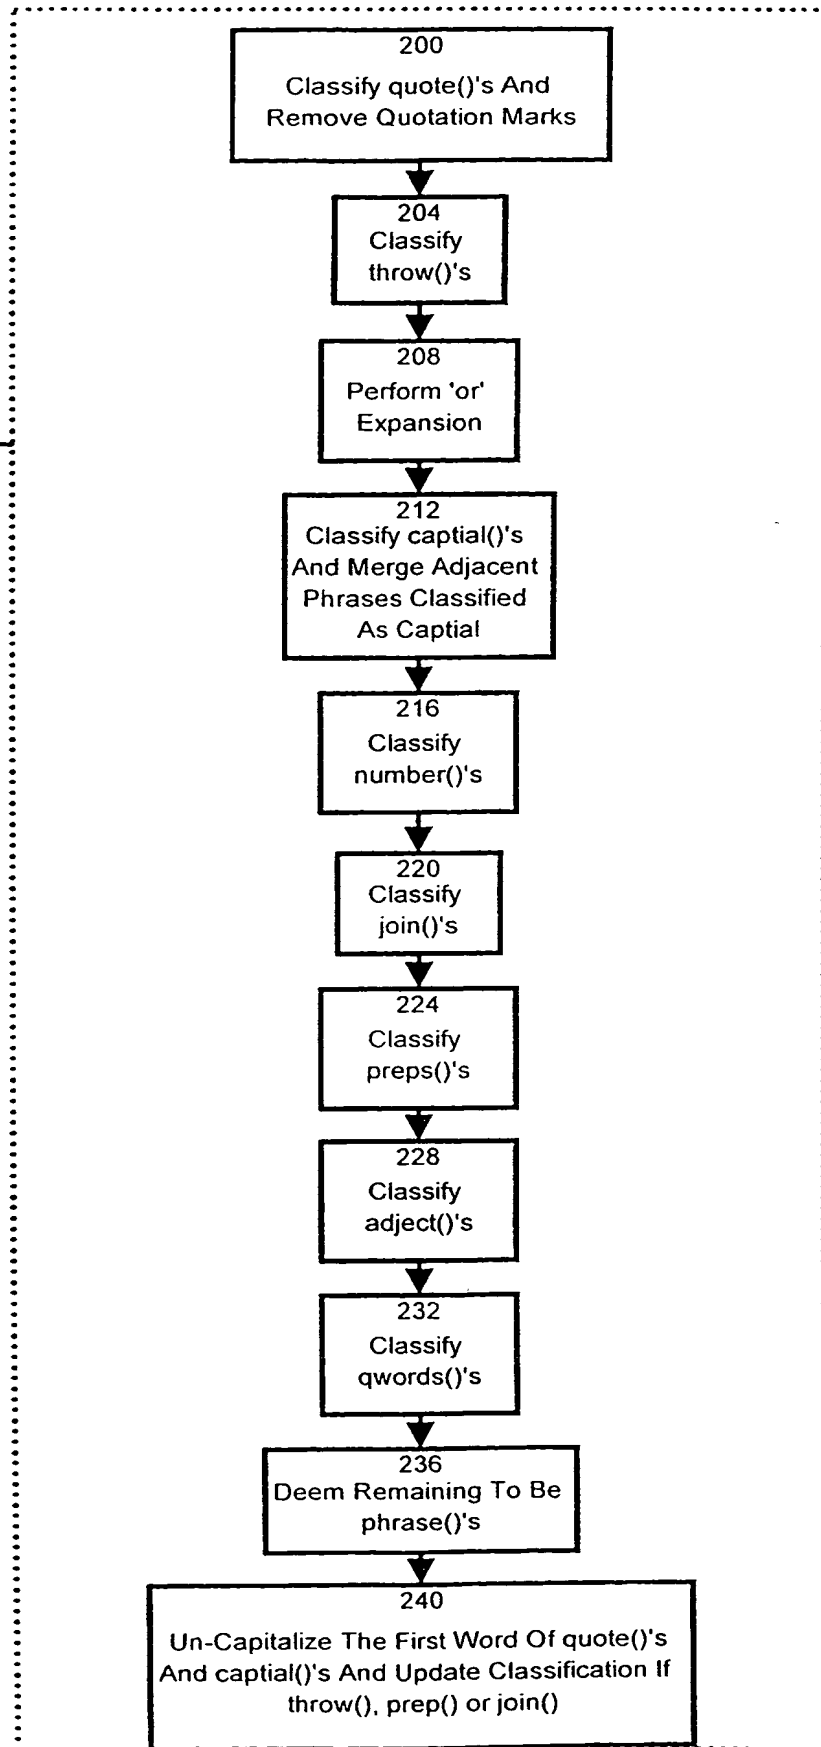 200
Classify quote()'s And
Remove Quotation Marks
204
Classify
throw()'s
208
Perform 'or'
Expansion
212
Classify captial()'s
And Merge Adjacent
Phrases Classified
As Captial
216
Classify
number()'s
220
Classify
join()'s
224
Classify
preps()'s
228
Classify
adject()'s
232
Classify
qwords()'s
236
Deem Remaining To Be
phrase()'s
240
Un-Capitalize The First Word Of quote()'s
And captial()'s And Update Classification If
throw(), prep() or join()